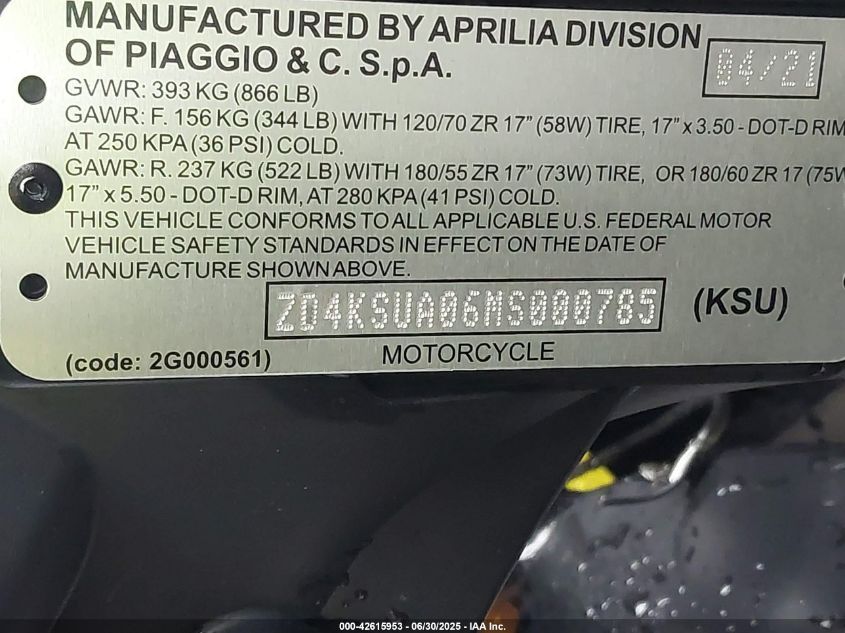 MANUFACTURED BY APRILIA DIVISION
OF PIAGGIO & C. S.p.A.
04/21
GVWR: 393 KG (866 LB)
GAWR: F. 156 KG (344 LB) WITH 120/70 ZR 17" (58W) TIRE, 17" x 3.50 - DOT-D RIM
AT 250 KPA (36 PSI) COLD.
GAWR: R. 237 KG (522 LB) WITH 180/55 ZR 17" (73W) TIRE, OR 180/60 ZR 17 (75W
17" x 5.50 - DOT-D RIM, AT 280 KPA (41 PSI) COLD.
THIS VEHICLE CONFORMS TO ALL APPLICABLE U.S. FEDERAL MOTOR
VEHICLE SAFETY STANDARDS IN EFFECT ON THE DATE OF
MANUFACTURE SHOWN ABOVE.
ZD4KSUA06MS000785 (KSU)
(code: 2G000561) MOTORCYCLE
000-42615953 - 06/30/2025 - IAA Inc.